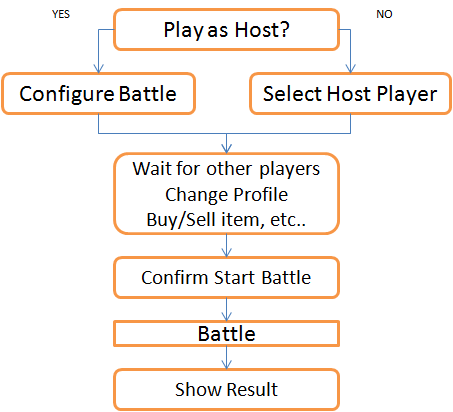 YES
NO
Play as Host?
Configure Battle
Select Host Player
Wait for other players
Change Profile
Buy/Sell item, etc..
Confirm Start Battle
Battle
Show Result